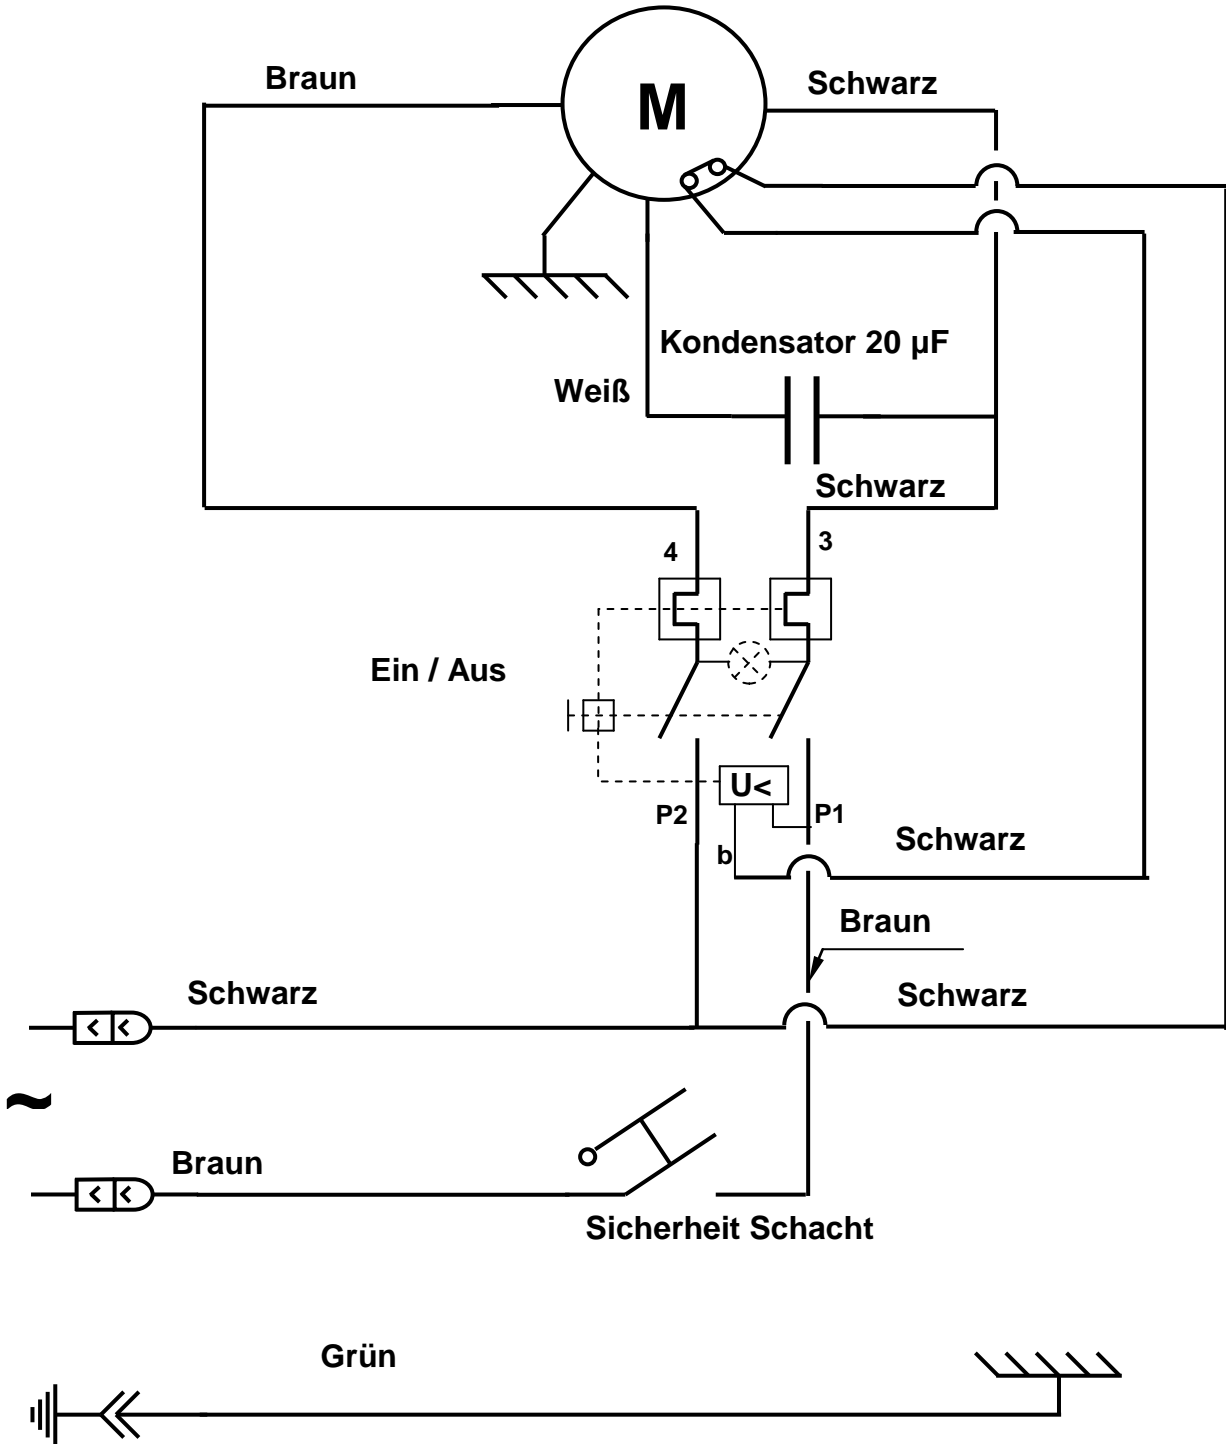 Braun
M
Schwarz
Kondensator 20 µF
Weiß
Schwarz
4
3
Ein / Aus
U<
P2
P1
b
Schwarz
Braun
Schwarz
Schwarz
~
Braun
Sicherheit Schacht
Grün